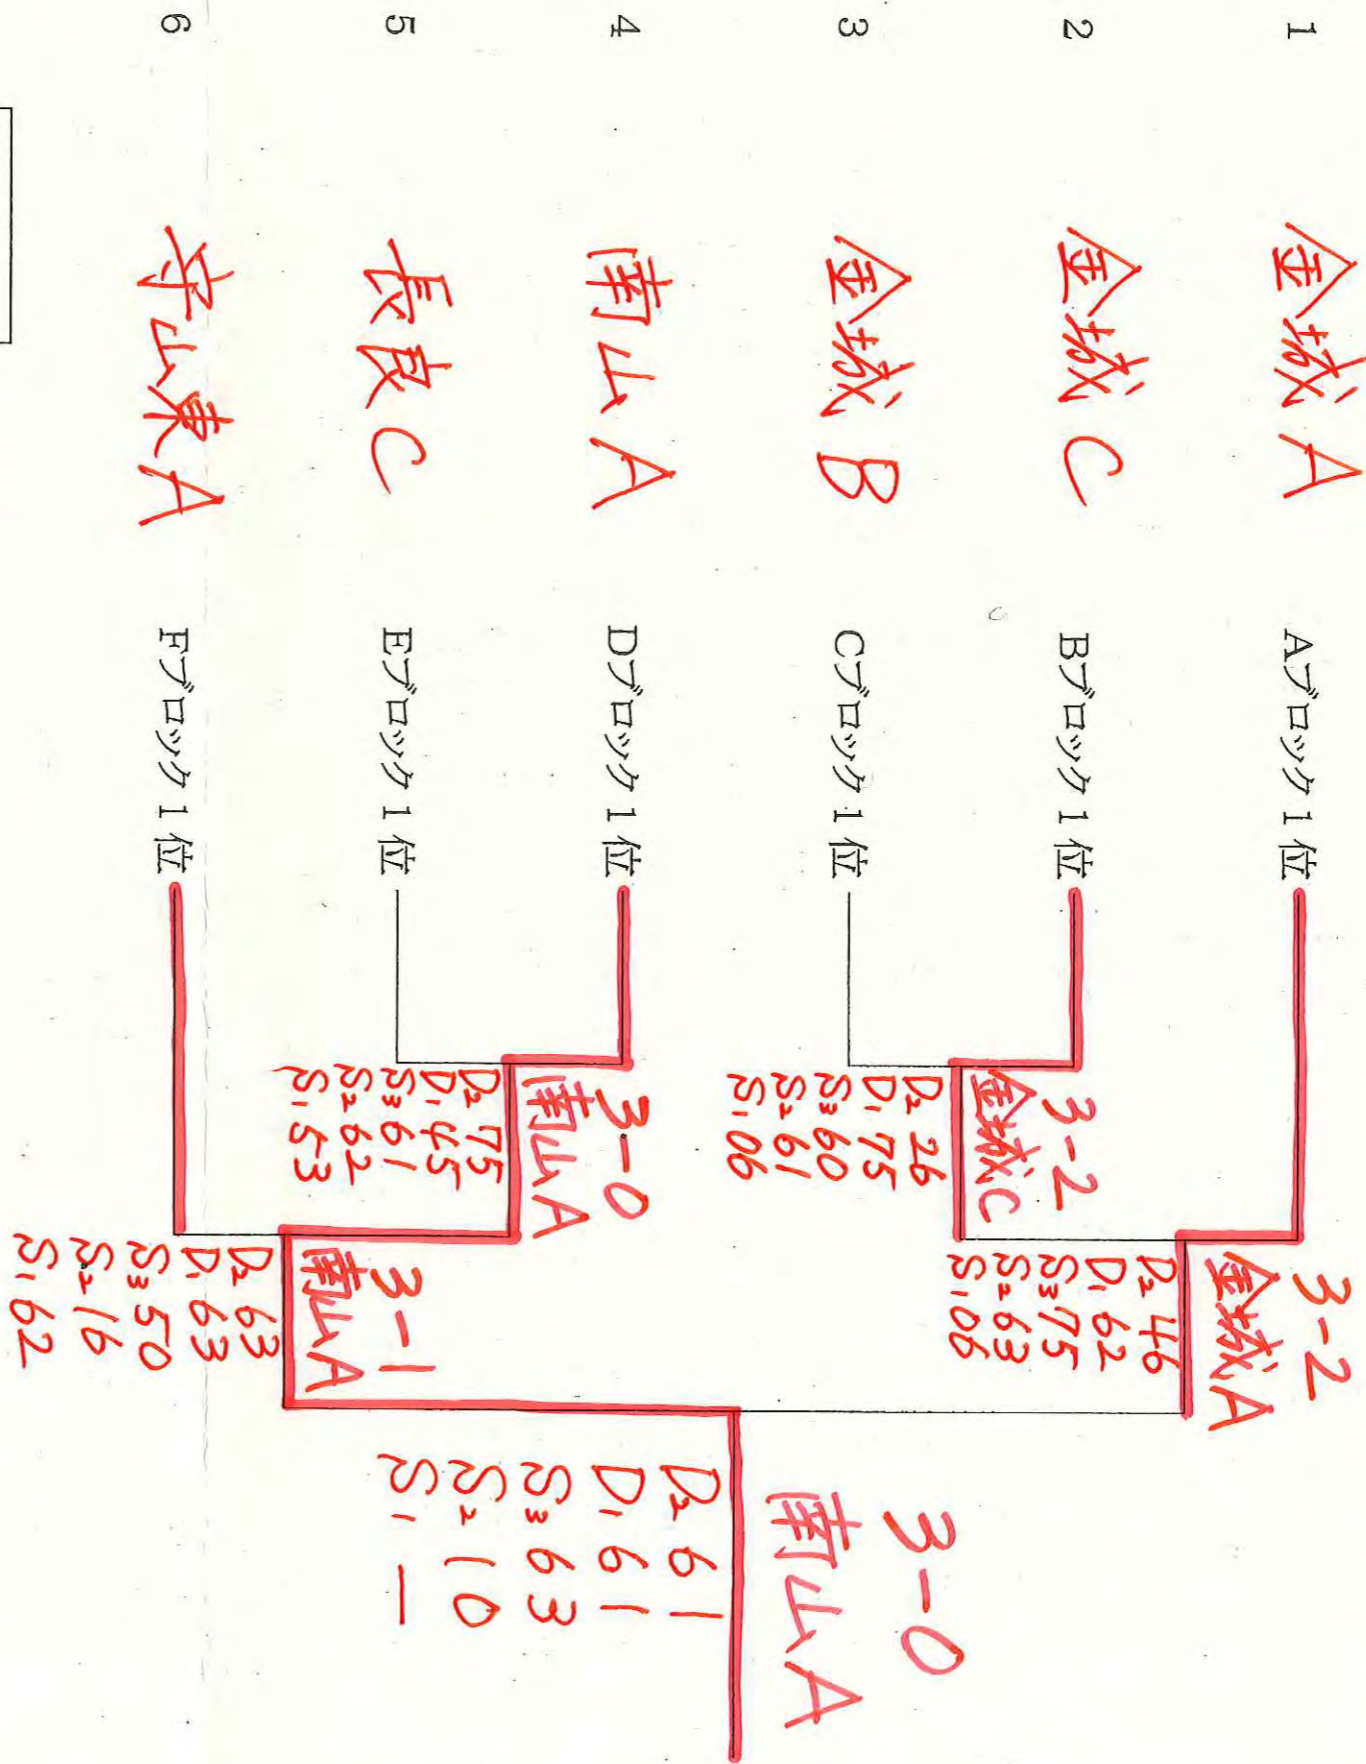 1 金城A Aブロック1位
2 金城C Bブロック1位
3 金城B Cブロック1位
4 南山A Dブロック1位
5 長良C Eブロック1位
6 守山東A Fブロック1位
3-2
金城C
D2 26
D1 75
S3 60
S2 61
S1 06
3-0
南山A
D2 75
D1 45
S3 61
S2 62
S1 53
3-2
金城A
D2 46
D1 62
S3 75
S2 63
S1 06
3-1
南山A
D2 63
D1 63
S3 50
S2 16
S1 62
3-0
南山A
D2 61
D1 61
S3 63
S2 10
S1 —